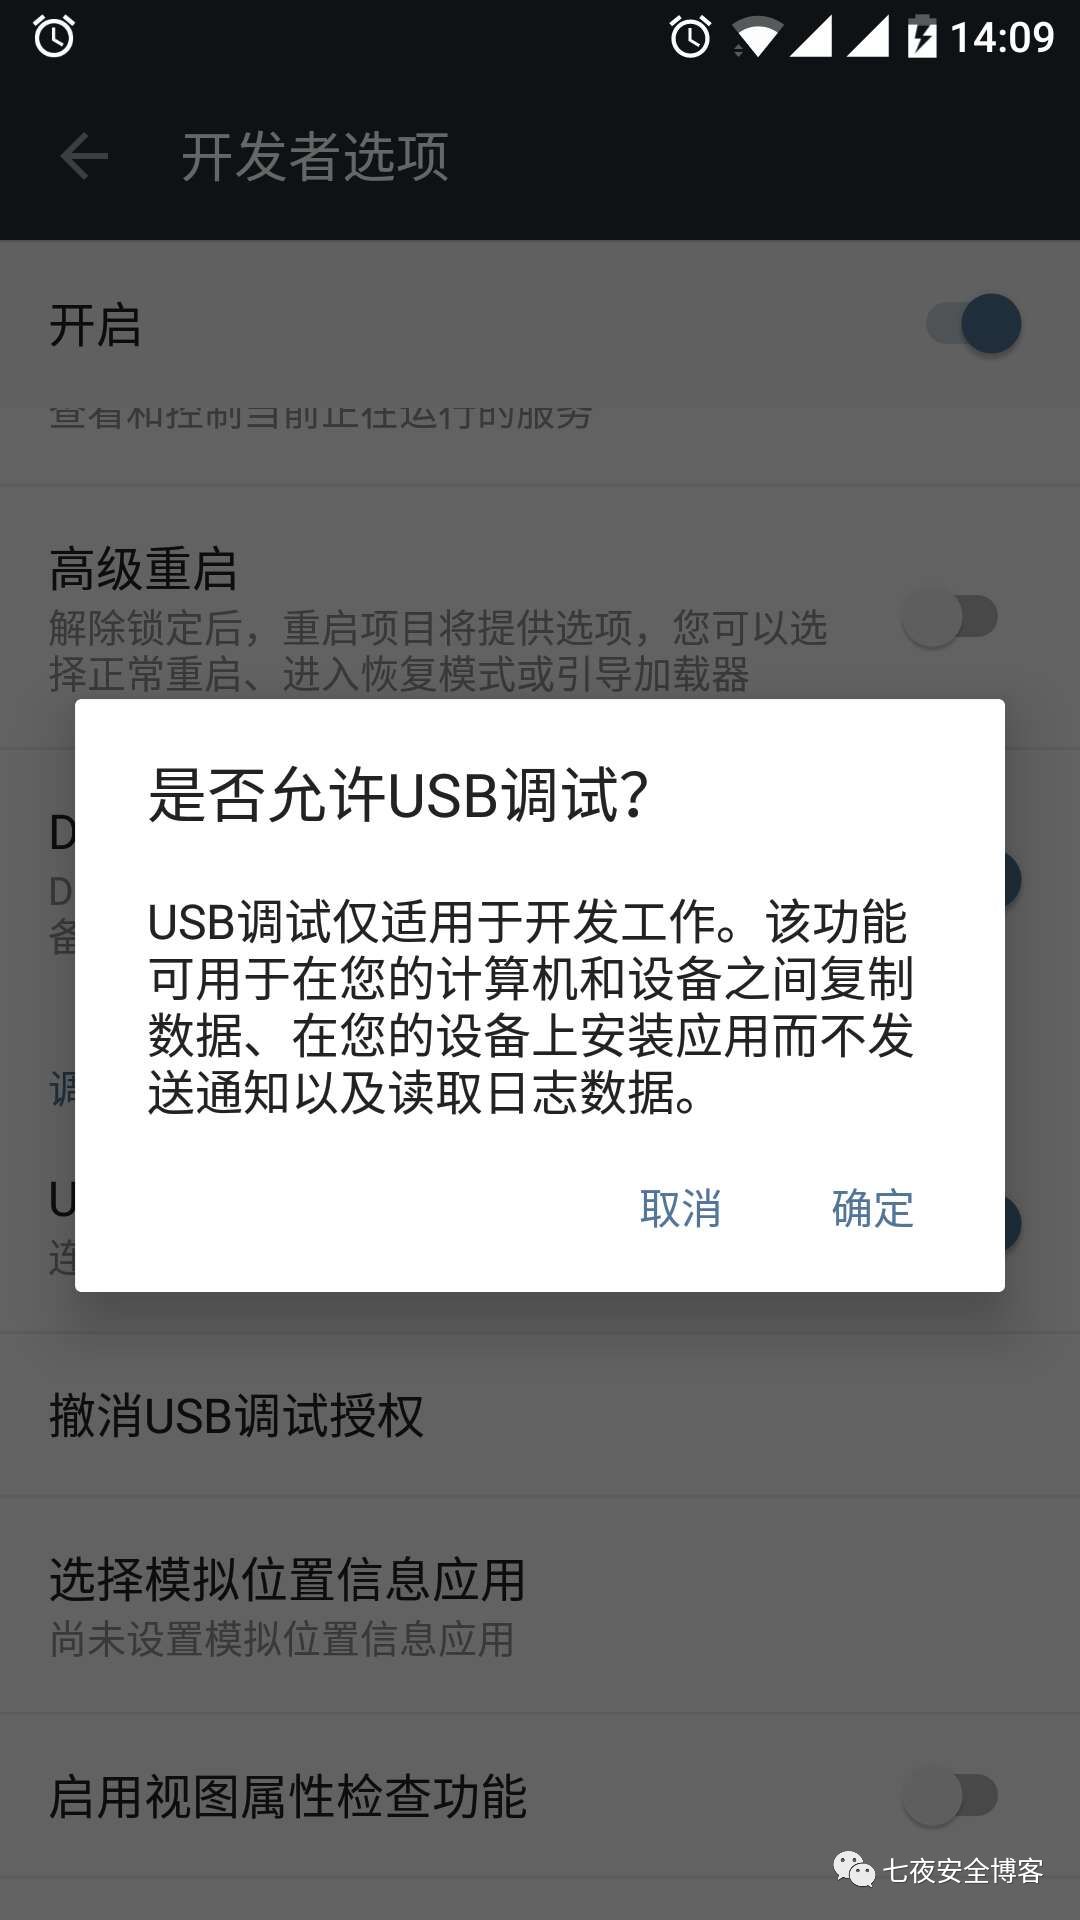 14:09
开发者选项
开启
查看和控制当前正在运行的服务
高级重启
解除锁定后，重启项目将提供选项，您可以选
择正常重启、进入恢复模式或引导加载器
是否允许USB调试？
D
D
备
USB调试仅适用于开发工作。该功能
可用于在您的计算机和设备之间复制
数据、在您的设备上安装应用而不发
送通知以及读取日志数据。
调
U
连
取消 确定
撤消USB调试授权
选择模拟位置信息应用
尚未设置模拟位置信息应用
启用视图属性检查功能
七夜安全博客